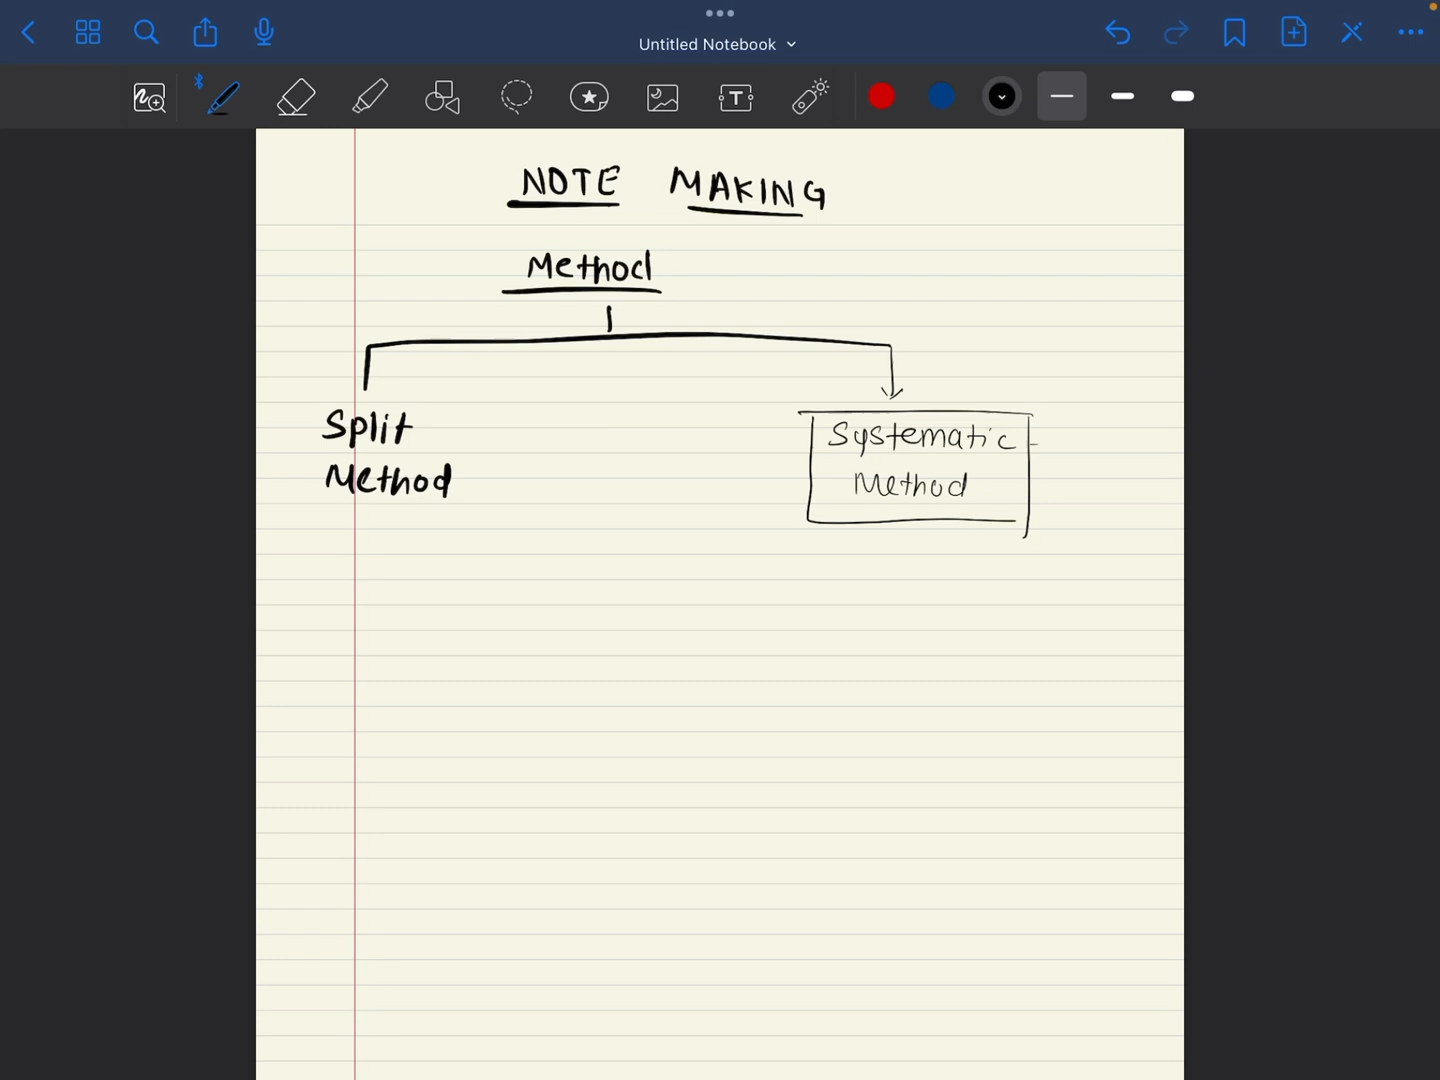 Untitled Notebook
NOTE MAKING
Method
Split
Method
Systematic
Method